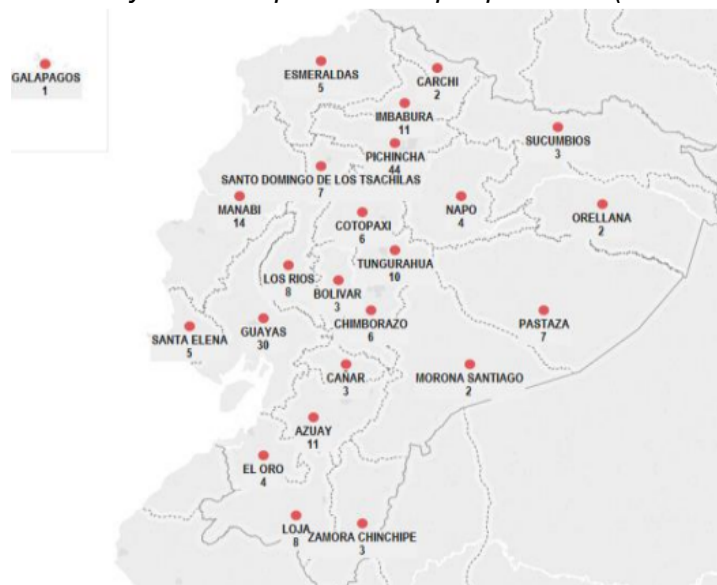 GALAPAGOS
1
ESMERALDAS
5
CARCHI
2
IMBABURA
11
SUCUMBIOS
3
PICHINCHA
44
SANTO DOMINGO DE LOS TSACHILAS
7
MANABI
14
NAPO
4
ORELLANA
2
COTOPAXI
6
TUNGURAHUA
10
LOS RIOS
8
BOLIVAR
3
CHIMBORAZO
6
PASTAZA
7
SANTA ELENA
5
GUAYAS
30
CAÑAR
3
MORONA SANTIAGO
2
AZUAY
11
EL ORO
4
LOJA
8
ZAMORA CHINCHIPE
3